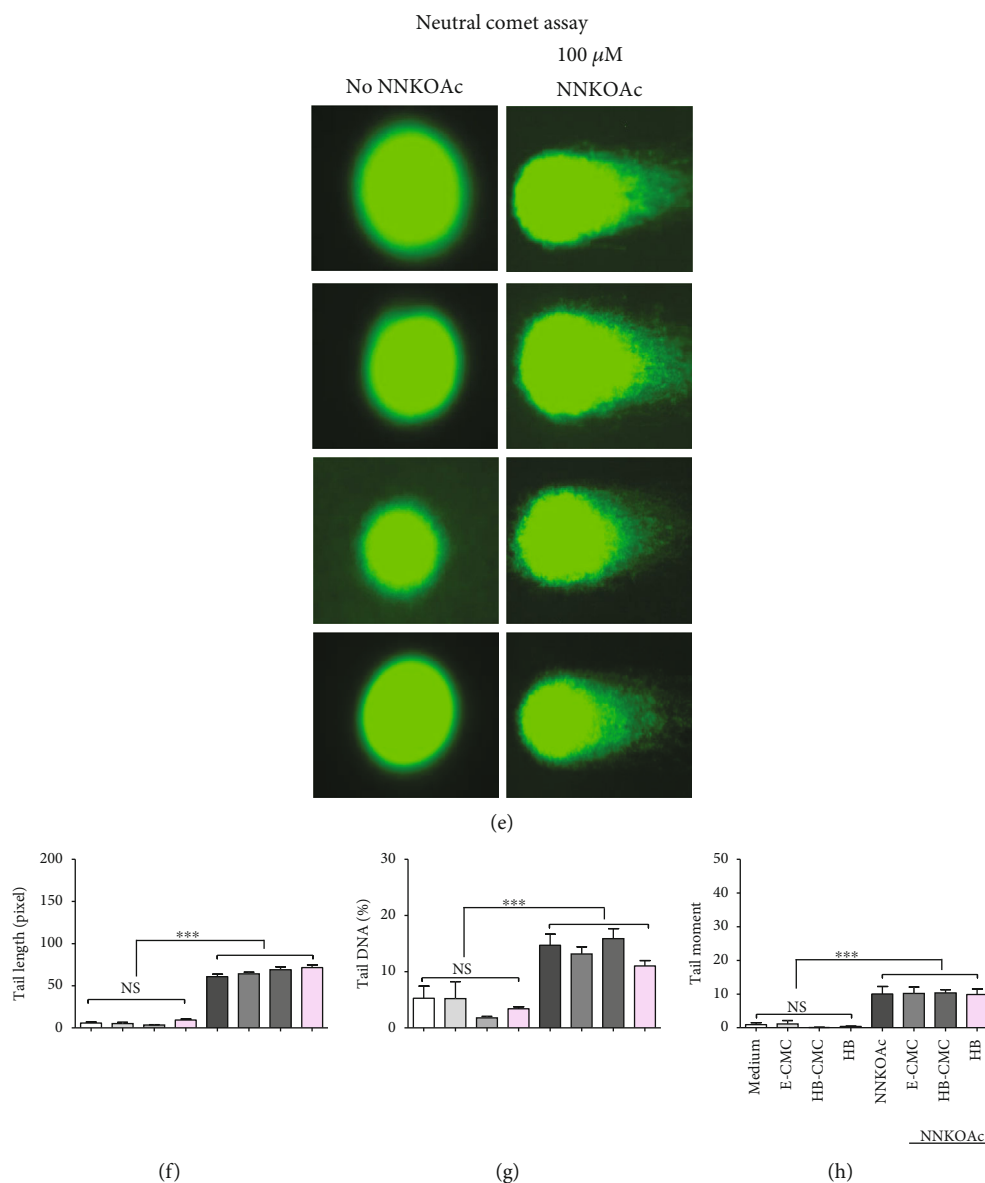 Neutral comet assay
100 μM
No NNKOAc
NNKOAc
(e)
Tail length (pixel)
200
150
100
50
0
NS
***
(f)
Tail DNA (%)
30
20
10
0
NS
***
(g)
Tail moment
50
40
30
20
10
0
NS
***
Medium
E-CMC
HB-CMC
HB
NNKOAc
E-CMC
HB-CMC
HB
NNKOAc
(h)